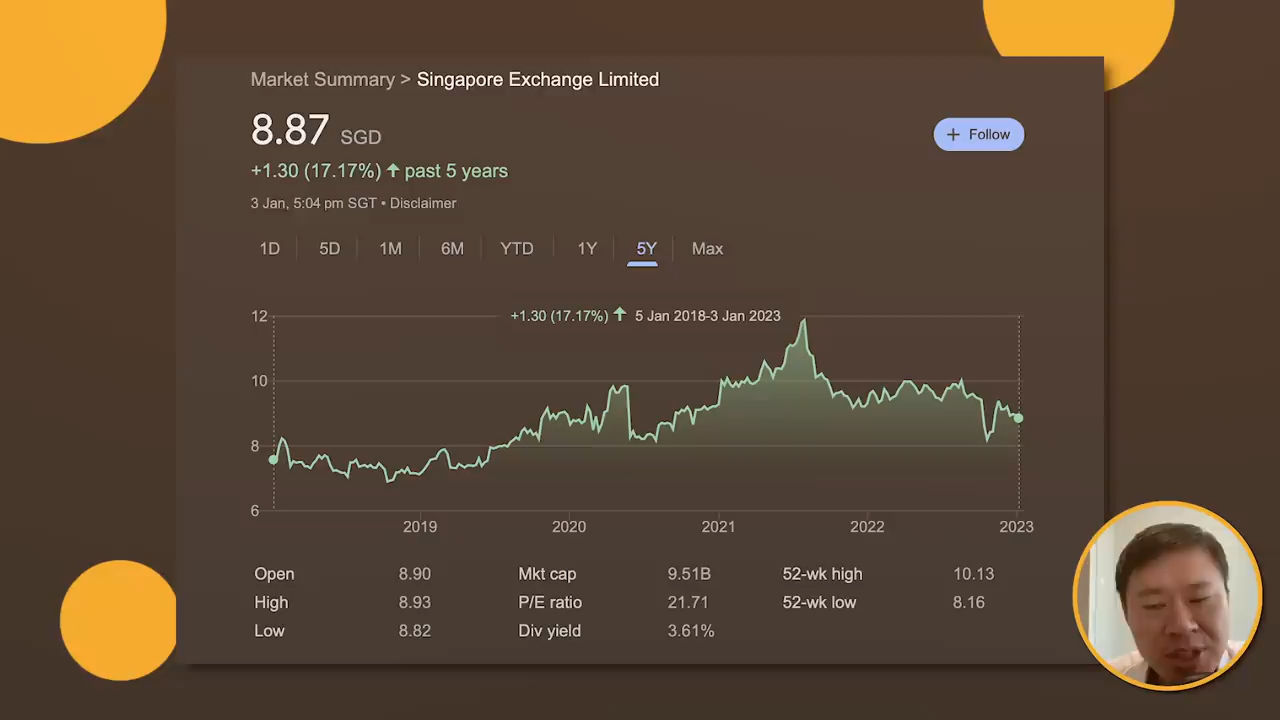 Market Summary > Singapore Exchange Limited
8.87 SGD
+ Follow
+1.30 (17.17%) ↑ past 5 years
3 Jan, 5:04 pm SGT • Disclaimer
1D 5D 1M 6M YTD 1Y 5Y Max
+1.30 (17.17%) ↑ 5 Jan 2018-3 Jan 2023
12
10
8
6
2019 2020 2021 2022 2023
Open 8.90 Mkt cap 9.51B 52-wk high 10.13
High 8.93 P/E ratio 21.71 52-wk low 8.16
Low 8.82 Div yield 3.61%